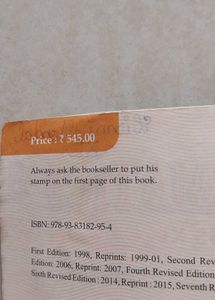 Price : ₹ 545.00
Always ask the bookseller to put his
stamp on the first page of this book.
ISBN: 978-93-83182-95-4
First Edition: 1998, Reprints: 1999-01, Second Rev
Edition: 2006, Reprint: 2007, Fourth Revised Edition
Sixth Revised Edition : 2014, Reprint : 2015, Seventh R